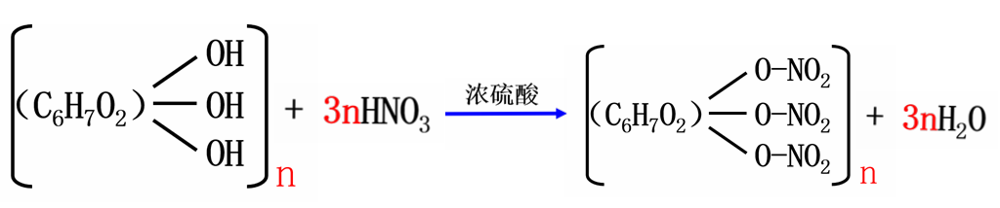 [(C₆H₇O₂) OH OH OH]n + 3nHNO₃ 浓硫酸 → [(C₆H₇O₂) O−NO₂ O−NO₂ O−NO₂]n + 3nH₂O